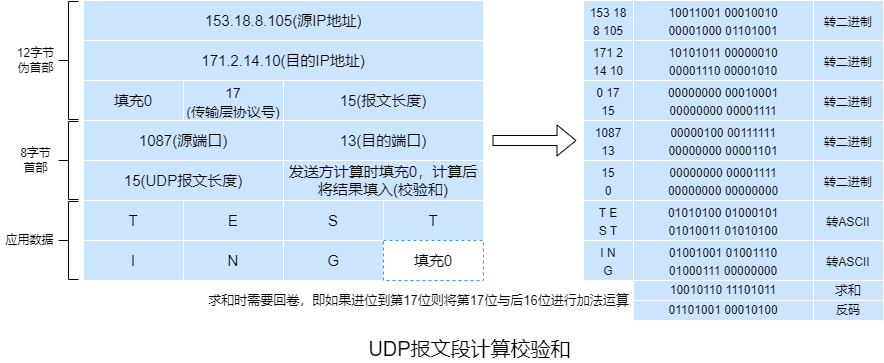 12字节
伪首部
153.18.8.105(源IP地址)
171.2.14.10(目的IP地址)
填充0
17
(传输层协议号)
15(报文长度)
8字节
首部
1087(源端口)
13(目的端口)
15(UDP报文长度)
发送方计算时填充0，计算后
将结果填入(校验和)
应用数据
T E S T
I N G 填充0
153 18 10011001 00010010
8 105 00001000 01101001
转二进制
171 2 10101011 00000010
14 10 00001110 00001010
转二进制
0 17 00000000 00010001
15 00000000 00001111
转二进制
1087 00000100 00111111
13 00000000 00001101
转二进制
15 00000000 00001111
0 00000000 00000000
转二进制
T E 01010100 01000101
S T 01010011 01010100
转ASCII
I N 01001001 01001110
G 01000111 00000000
转ASCII
10010110 11101011 求和
01101001 00010100 反码
求和时需要回卷，即如果进位到第17位则将第17位与后16位进行加法运算
UDP报文段计算校验和